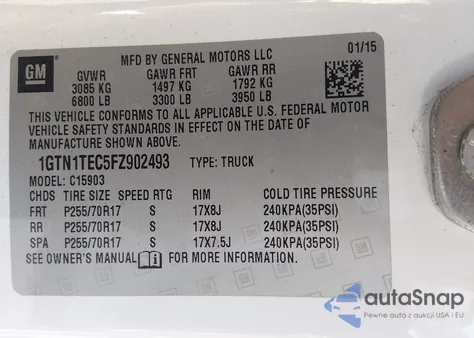 GM
MFD BY GENERAL MOTORS LLC 01/15
GVWR GAWR FRT GAWR RR
3085 KG 1497 KG 1792 KG
6800 LB 3300 LB 3950 LB
THIS VEHICLE CONFORMS TO ALL APPLICABLE U.S. FEDERAL MOTOR
VEHICLE SAFETY STANDARDS IN EFFECT ON THE DATE OF
MANUFACTURE SHOWN ABOVE.
1GTN1TEC5FZ902493 TYPE: TRUCK
MODEL: C15903
CHDS TIRE SIZE SPEED RTG RIM COLD TIRE PRESSURE
FRT P255/70R17 S 17X8J 240KPA(35PSI)
RR P255/70R17 S 17X8J 240KPA(35PSI)
SPA P255/70R17 S 17X7.5J 240KPA(35PSI)
SEE OWNER'S MANUAL FOR MORE INFORMATION.
autoSnap
Pewne auta z aukcji USA i EU